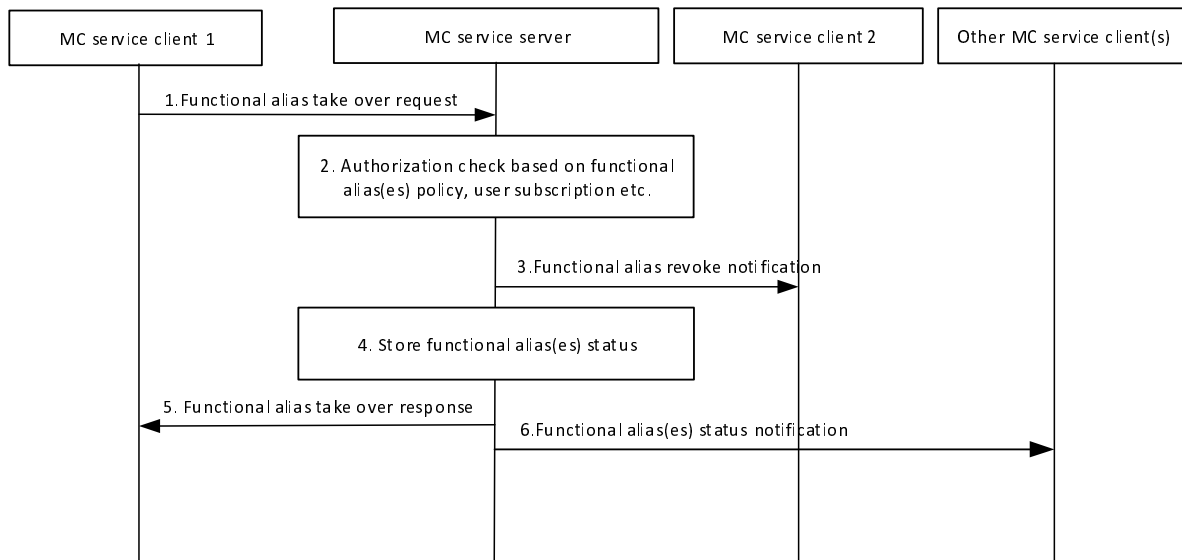 MC service client 1
MC service server
MC service client 2
Other MC service client(s)
1.Functional alias take over request
2. Authorization check based on functional
alias(es) policy, user subscription etc.
3.Functional alias revoke notification
4. Store functional alias(es) status
5. Functional alias take over response
6.Functional alias(es) status notification